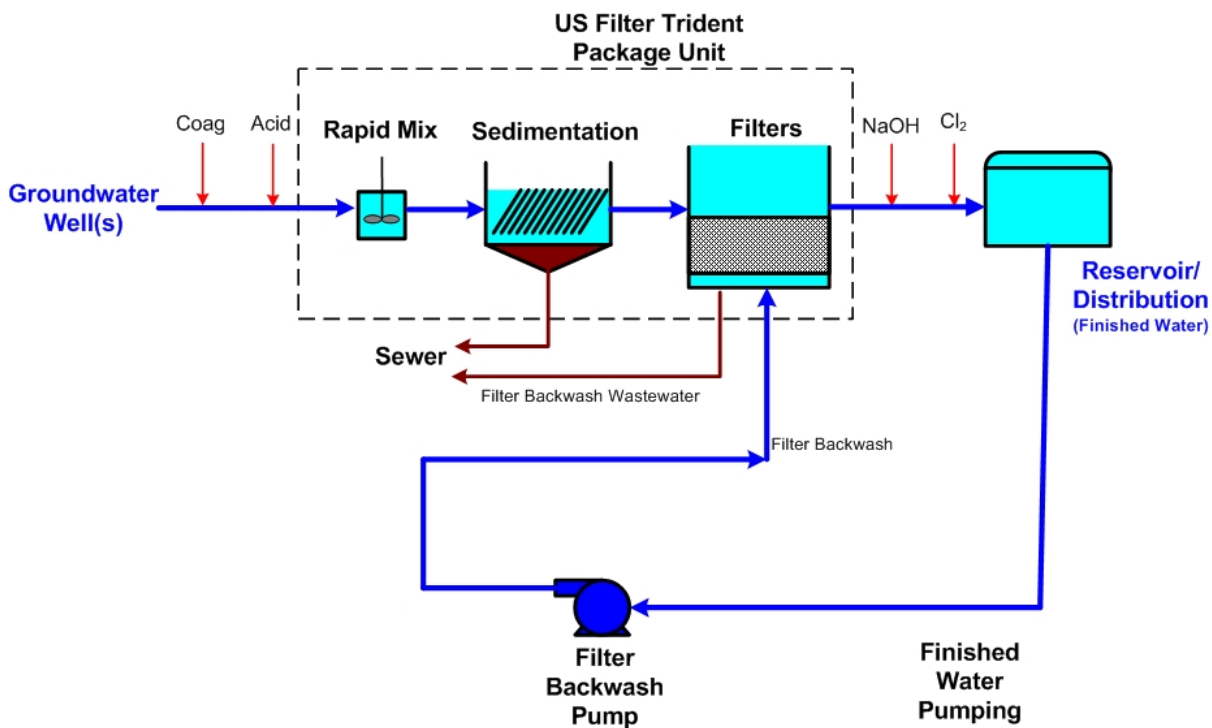 US Filter Trident
Package Unit
Coag
Acid
Rapid Mix
Sedimentation
Filters
NaOH
Cl₂
Groundwater
Well(s)
Reservoir/
Distribution
(Finished Water)
Sewer
Filter Backwash Wastewater
Filter Backwash
Filter
Backwash
Pump
Finished
Water
Pumping